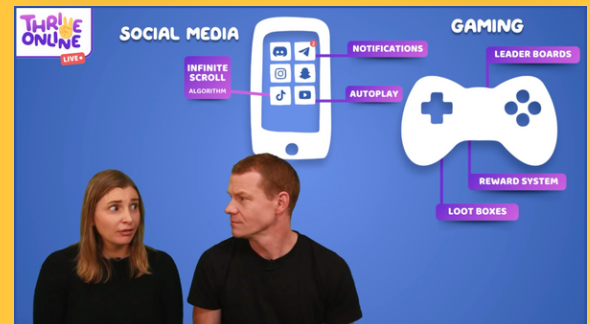 THRIVE
ONLINE
LIVE
SOCIAL MEDIA
GAMING
NOTIFICATIONS
LEADER BOARDS
INFINITE
SCROLL
ALGORITHM
AUTOPLAY
REWARD SYSTEM
LOOT BOXES